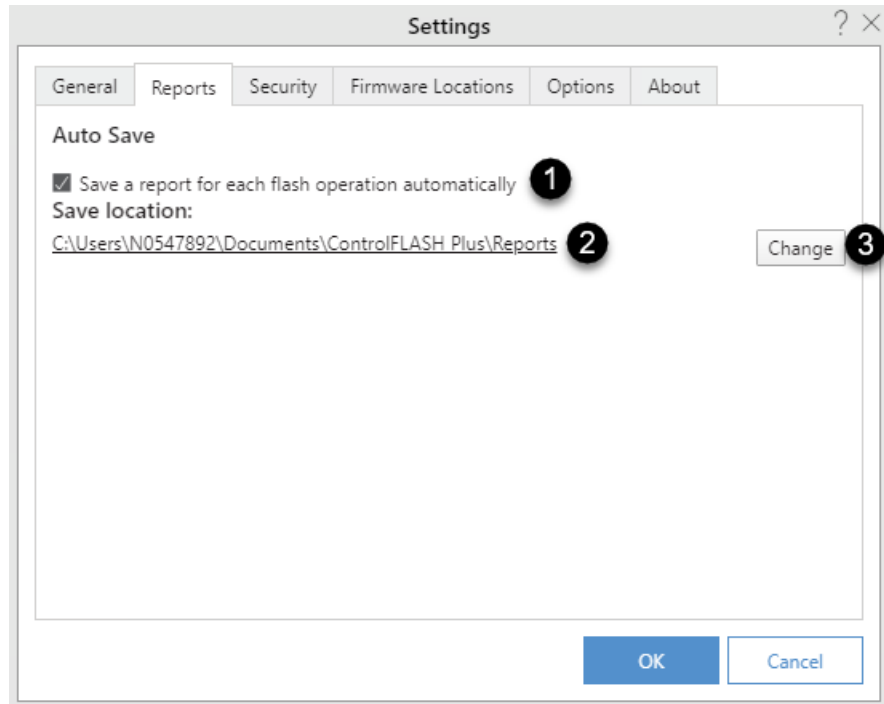 Settings
?
General Reports Security Firmware Locations Options About
Auto Save
Save a report for each flash operation automatically 1
Save location:
C:\Users\N0547892\Documents\ControlFLASH Plus\Reports 2 Change 3
OK Cancel